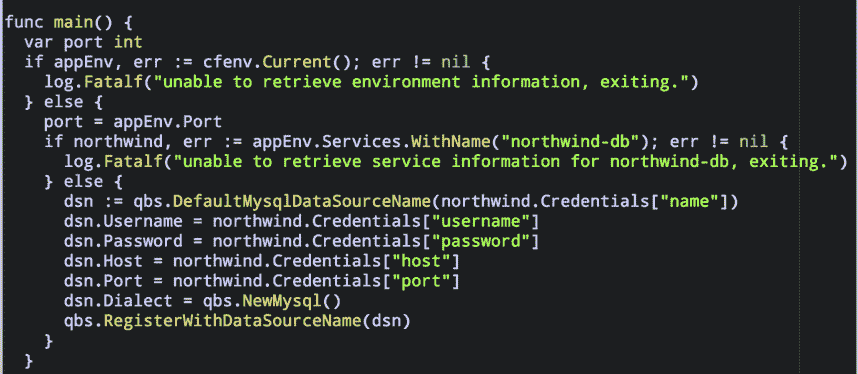 func main() {
  var port int
  if appEnv, err := cfenv.Current(); err != nil {
    log.Fatalf("unable to retrieve environment information, exiting.")
  } else {
    port = appEnv.Port
    if northwind, err := appEnv.Services.WithName("northwind-db"); err != nil {
      log.Fatalf("unable to retrieve service information for northwind-db, exiting.")
    } else {
      dsn := qbs.DefaultMysqlDataSourceName(northwind.Credentials["name"])
      dsn.Username = northwind.Credentials["username"]
      dsn.Password = northwind.Credentials["password"]
      dsn.Host = northwind.Credentials["host"]
      dsn.Port = northwind.Credentials["port"]
      dsn.Dialect = qbs.NewMysql()
      qbs.RegisterWithDataSourceName(dsn)
    }
  }